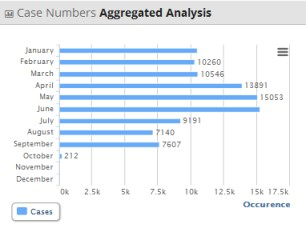 Case Numbers Aggregated Analysis
January
February 10260
March 10546
April 13891
May 15053
June
July 9191
August 7140
September 7607
October 212
November
December
0k 2.5k 5k 7.5k 10k 12.5k 15k 17.5k
Occurence
Cases